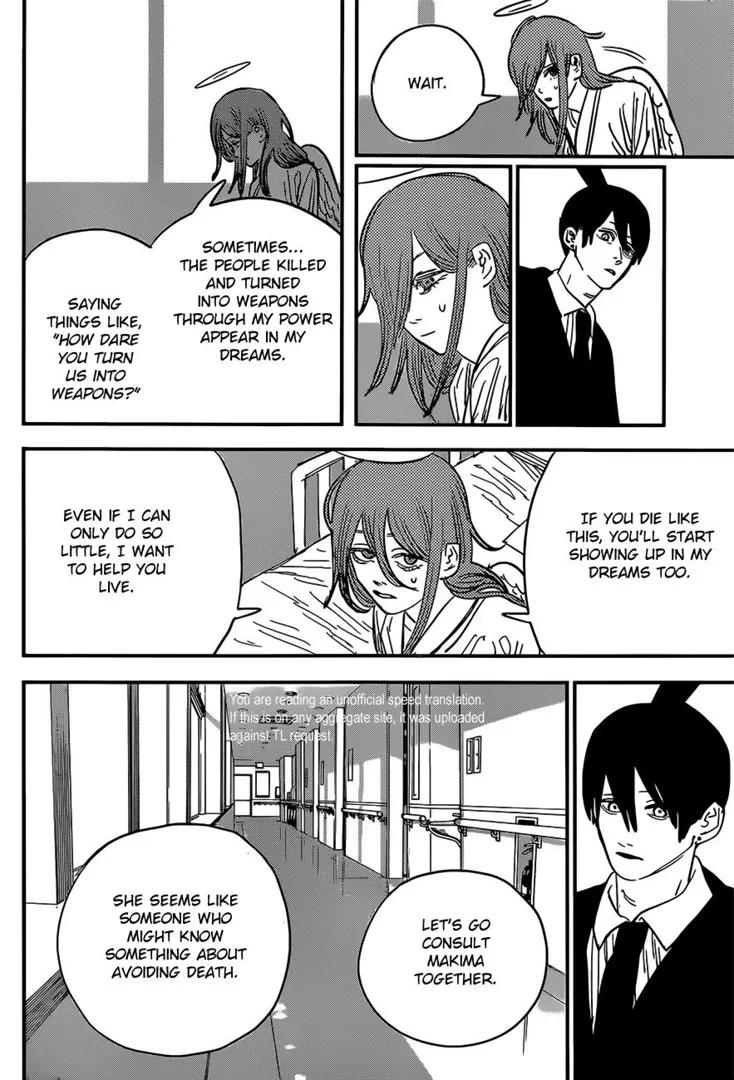 WAIT.
SOMETIMES...
THE PEOPLE KILLED
AND TURNED
INTO WEAPONS
THROUGH MY POWER
APPEAR IN MY
DREAMS.
SAYING
THINGS LIKE,
"HOW DARE
YOU TURN
US INTO
WEAPONS?"
IF YOU DIE LIKE
THIS, YOU'LL START
SHOWING UP IN MY
DREAMS TOO.
EVEN IF I CAN
ONLY DO SO
LITTLE, I WANT
TO HELP YOU
LIVE.
You are reading an unofficial speed translation.
If this is on any aggregate site, it was uploaded
against TL request
LET'S GO
CONSULT
MAKIMA
TOGETHER.
SHE SEEMS LIKE
SOMEONE WHO
MIGHT KNOW
SOMETHING ABOUT
AVOIDING DEATH.